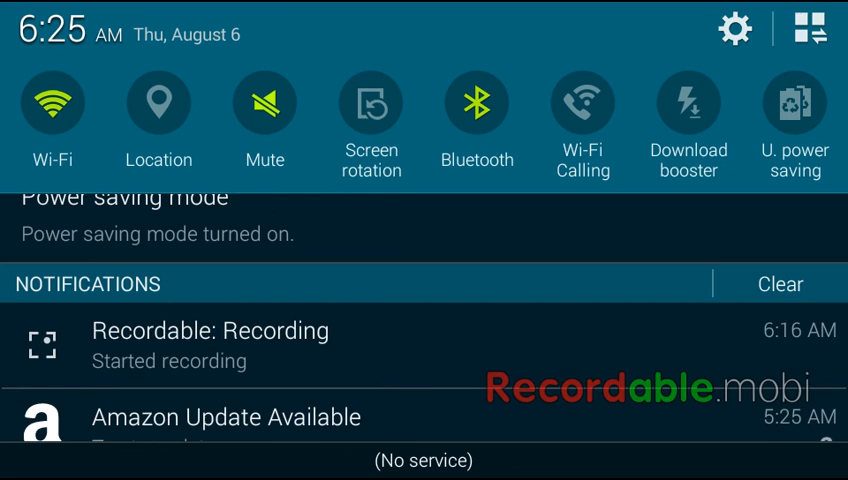 6:25 AM Thu, August 6
Wi-Fi
Location
Mute
Screen
rotation
Bluetooth
Wi-Fi
Calling
Download
booster
U. power
saving
Power saving mode
Power saving mode turned on.
NOTIFICATIONS
Clear
Recordable: Recording
6:16 AM
Started recording
Recordable.mobi
Amazon Update Available
5:25 AM
(No service)